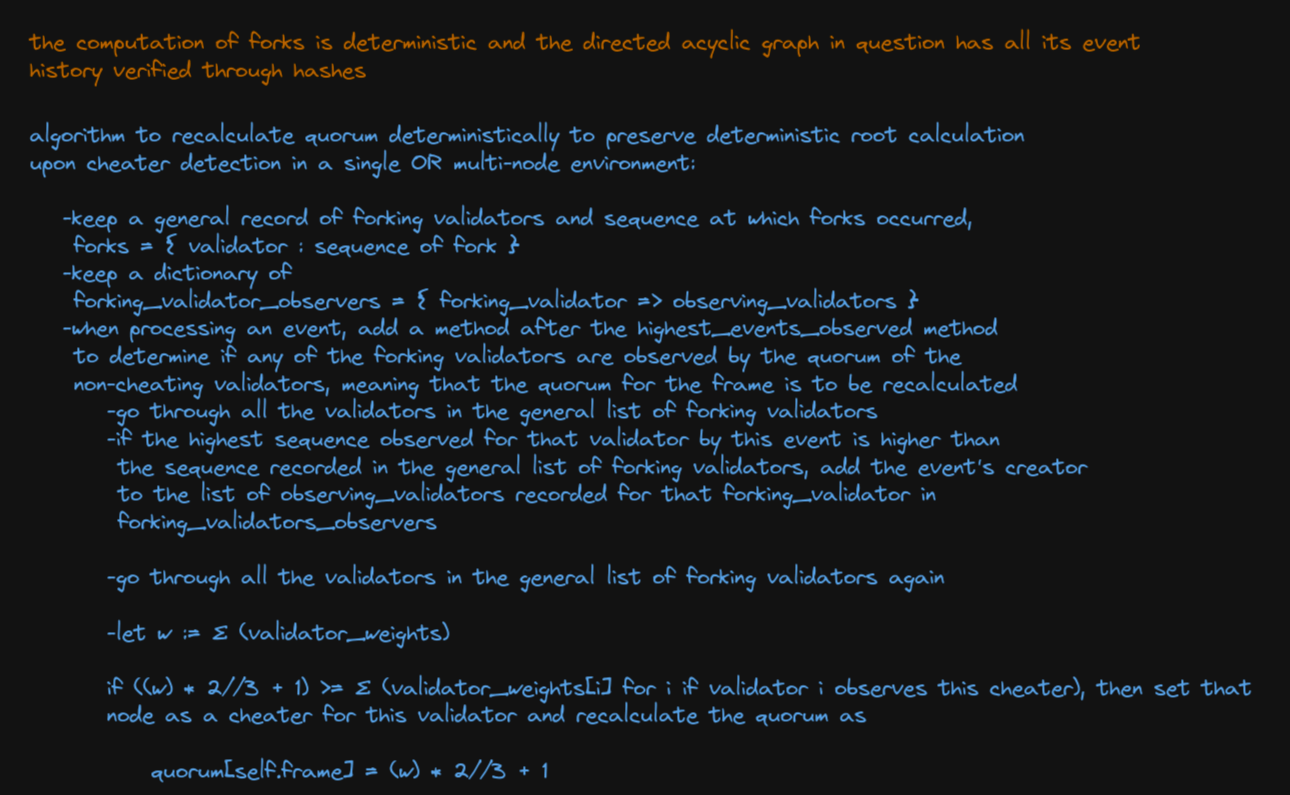 the computation of forks is deterministic and the directed acyclic graph in question has all its event
history verified through hashes
algorithm to recalculate quorum deterministically to preserve deterministic root calculation
upon cheater detection in a single OR multi-node environment:
-keep a general record of forking validators and sequence at which forks occurred,
forks = { validator : sequence of fork }
-keep a dictionary of
forking_validator_observers = { forking_validator => observing_validators }
-when processing an event, add a method after the highest_events_observed method
to determine if any of the forking validators are observed by the quorum of the
non-cheating validators, meaning that the quorum for the frame is to be recalculated
-go through all the validators in the general list of forking validators
-if the highest sequence observed for that validator by this event is higher than
the sequence recorded in the general list of forking validators, add the event's creator
to the list of observing_validators recorded for that forking_validator in
forking_validators_observers
-go through all the validators in the general list of forking validators again
-let w := Σ (validator_weights)
if ((w) * 2//3 + 1) >= Σ (validator_weights[i] for i if validator i observes this cheater), then set that
node as a cheater for this validator and recalculate the quorum as
quorum[self.frame] = (w) * 2//3 + 1